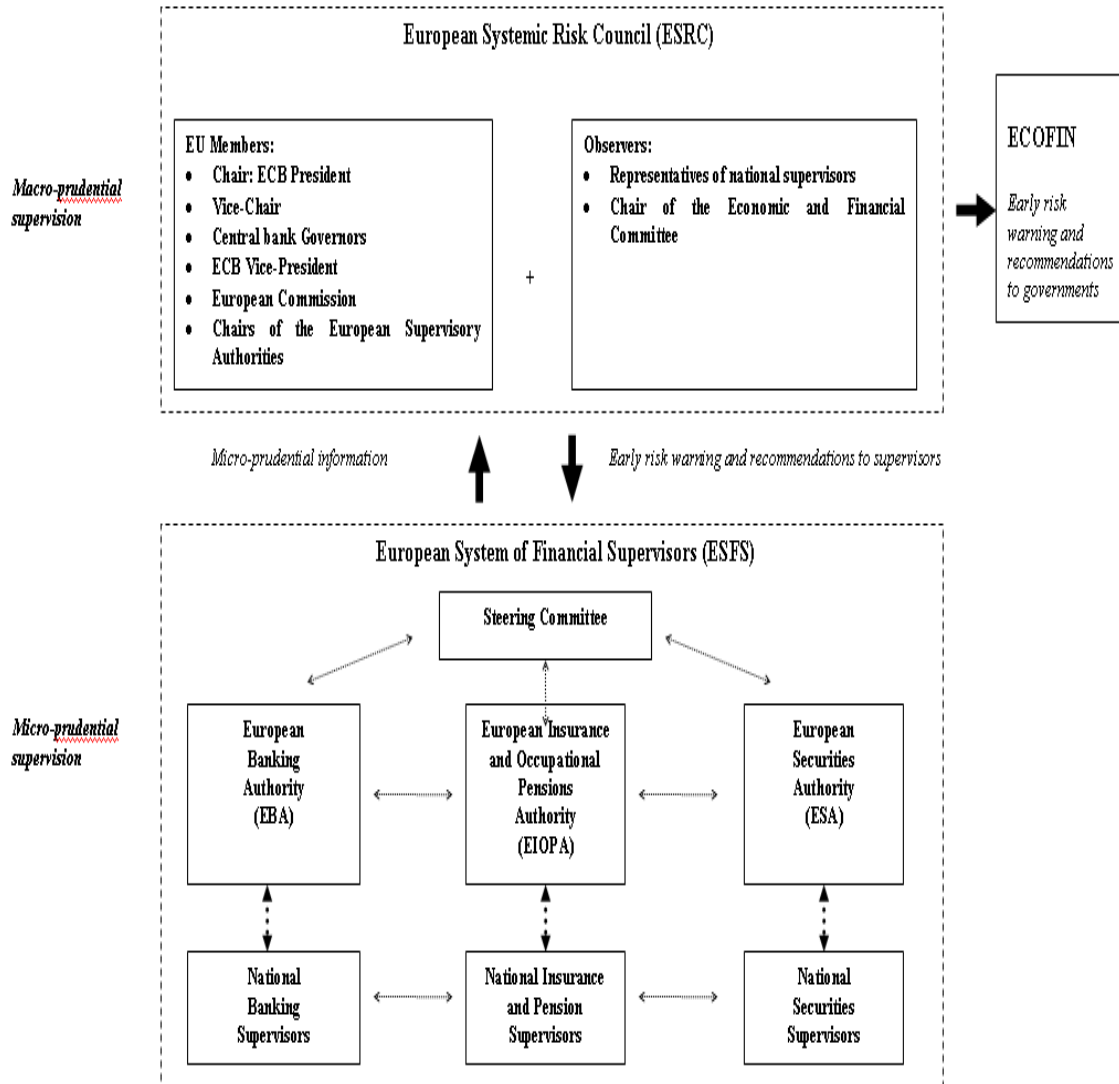 European Systemic Risk Council (ESRC)
EU Members:
• Chair: ECB President
• Vice-Chair
• Central bank Governors
• ECB Vice-President
• European Commission
• Chairs of the European Supervisory
Authorities
+
Observers:
• Representatives of national supervisors
• Chair of the Economic and Financial
Committee
ECOFIN
Early risk
warning and
recommendations
to governments
Macro-prudential
supervision
Micro-prudential information
Early risk warning and recommendations to supervisors
European System of Financial Supervisors (ESFS)
Steering Committee
Micro-prudential
supervision
European
Banking
Authority
(EBA)
European Insurance
and Occupational
Pensions
Authority
(EIOPA)
European
Securities
Authority
(ESA)
National
Banking
Supervisors
National Insurance
and Pension
Supervisors
National
Securities
Supervisors